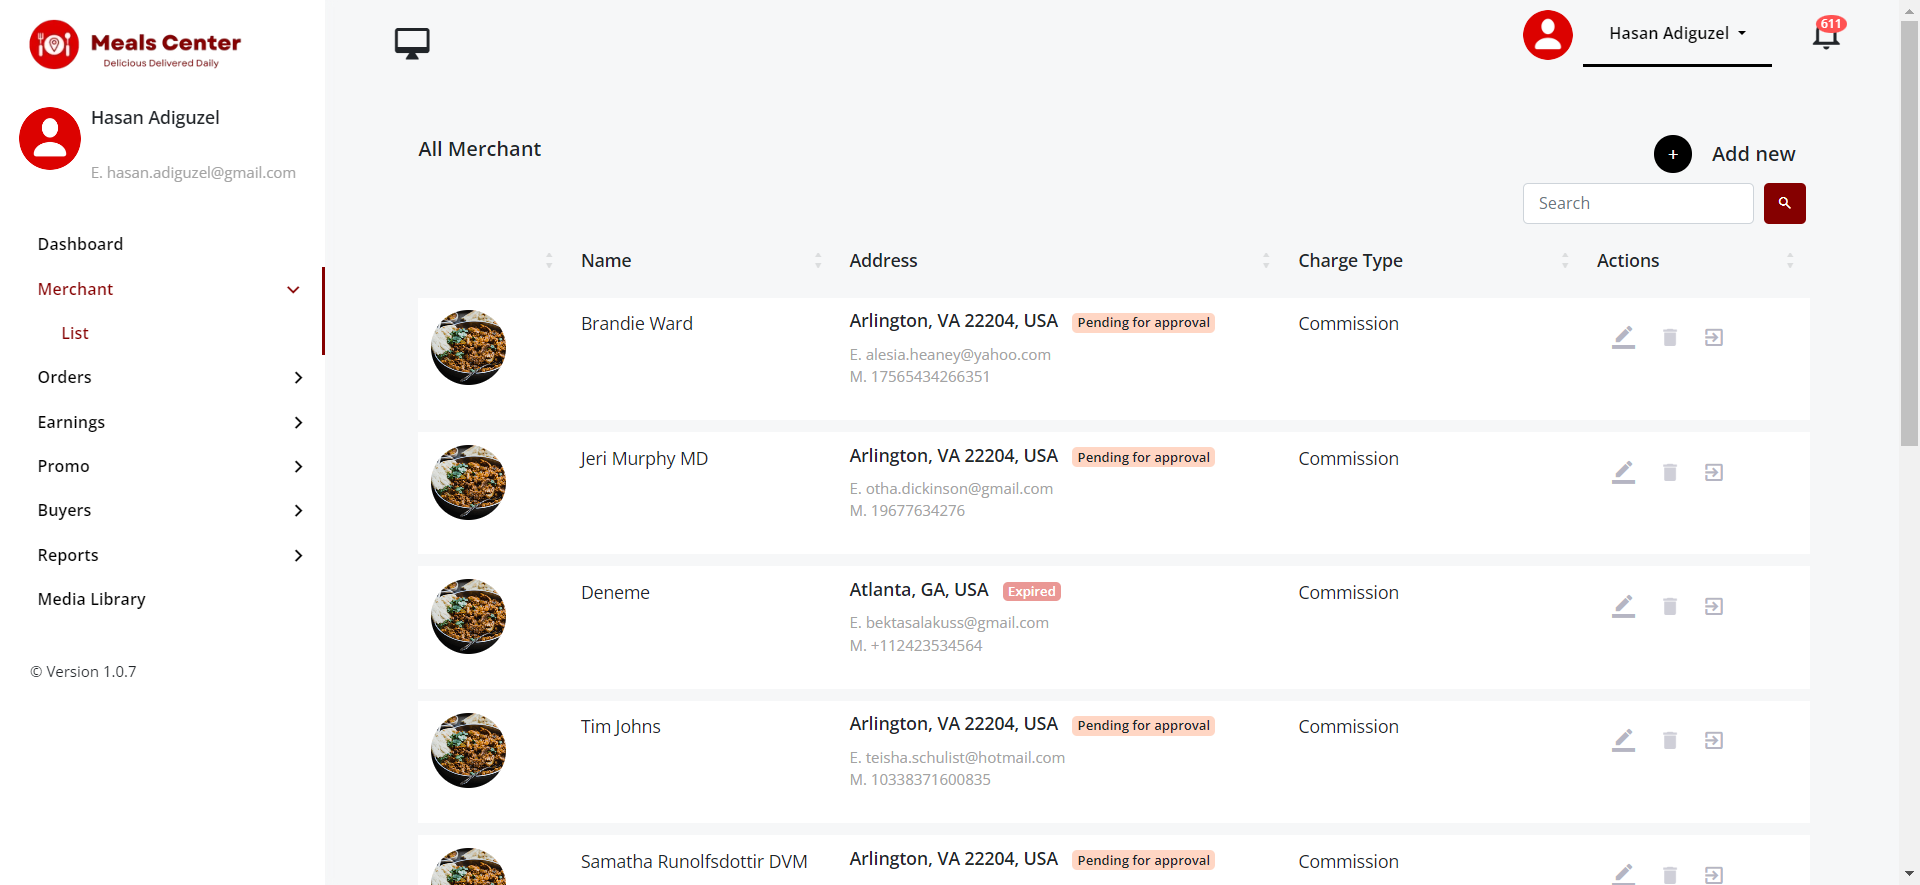 Meals Center
Delicious Delivered Daily
Hasan Adiguzel
E. hasan.adiguzel@gmail.com
Dashboard
Merchant
List
Orders
Earnings
Promo
Buyers
Reports
Media Library
© Version 1.0.7
Hasan Adiguzel
611
All Merchant
+ Add new
Search
Name Address Charge Type Actions
Brandie Ward Arlington, VA 22204, USA Pending for approval Commission
E. alesia.heaney@yahoo.com
M. 17565434266351
Jeri Murphy MD Arlington, VA 22204, USA Pending for approval Commission
E. otha.dickinson@gmail.com
M. 19677634276
Deneme Atlanta, GA, USA Expired Commission
E. bektasalakuss@gmail.com
M. +112423534564
Tim Johns Arlington, VA 22204, USA Pending for approval Commission
E. teisha.schulist@hotmail.com
M. 10338371600835
Samatha Runolfsdottir DVM Arlington, VA 22204, USA Pending for approval Commission